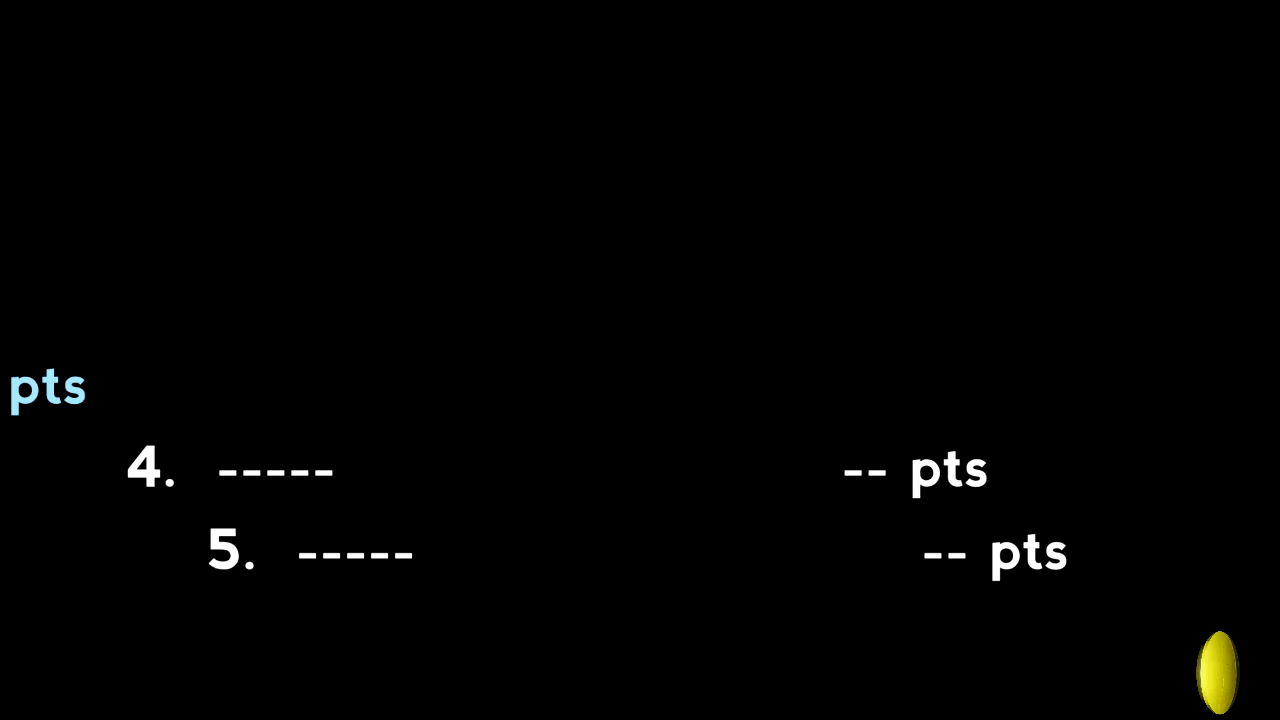 pts
4. ----- -- pts
5. ----- -- pts